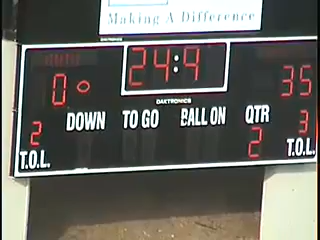 Making A Difference
24:4
0 35
DAKTRONICS
DOWN TO GO BALL ON QTR
2 2 3
T.O.L. T.O.L.